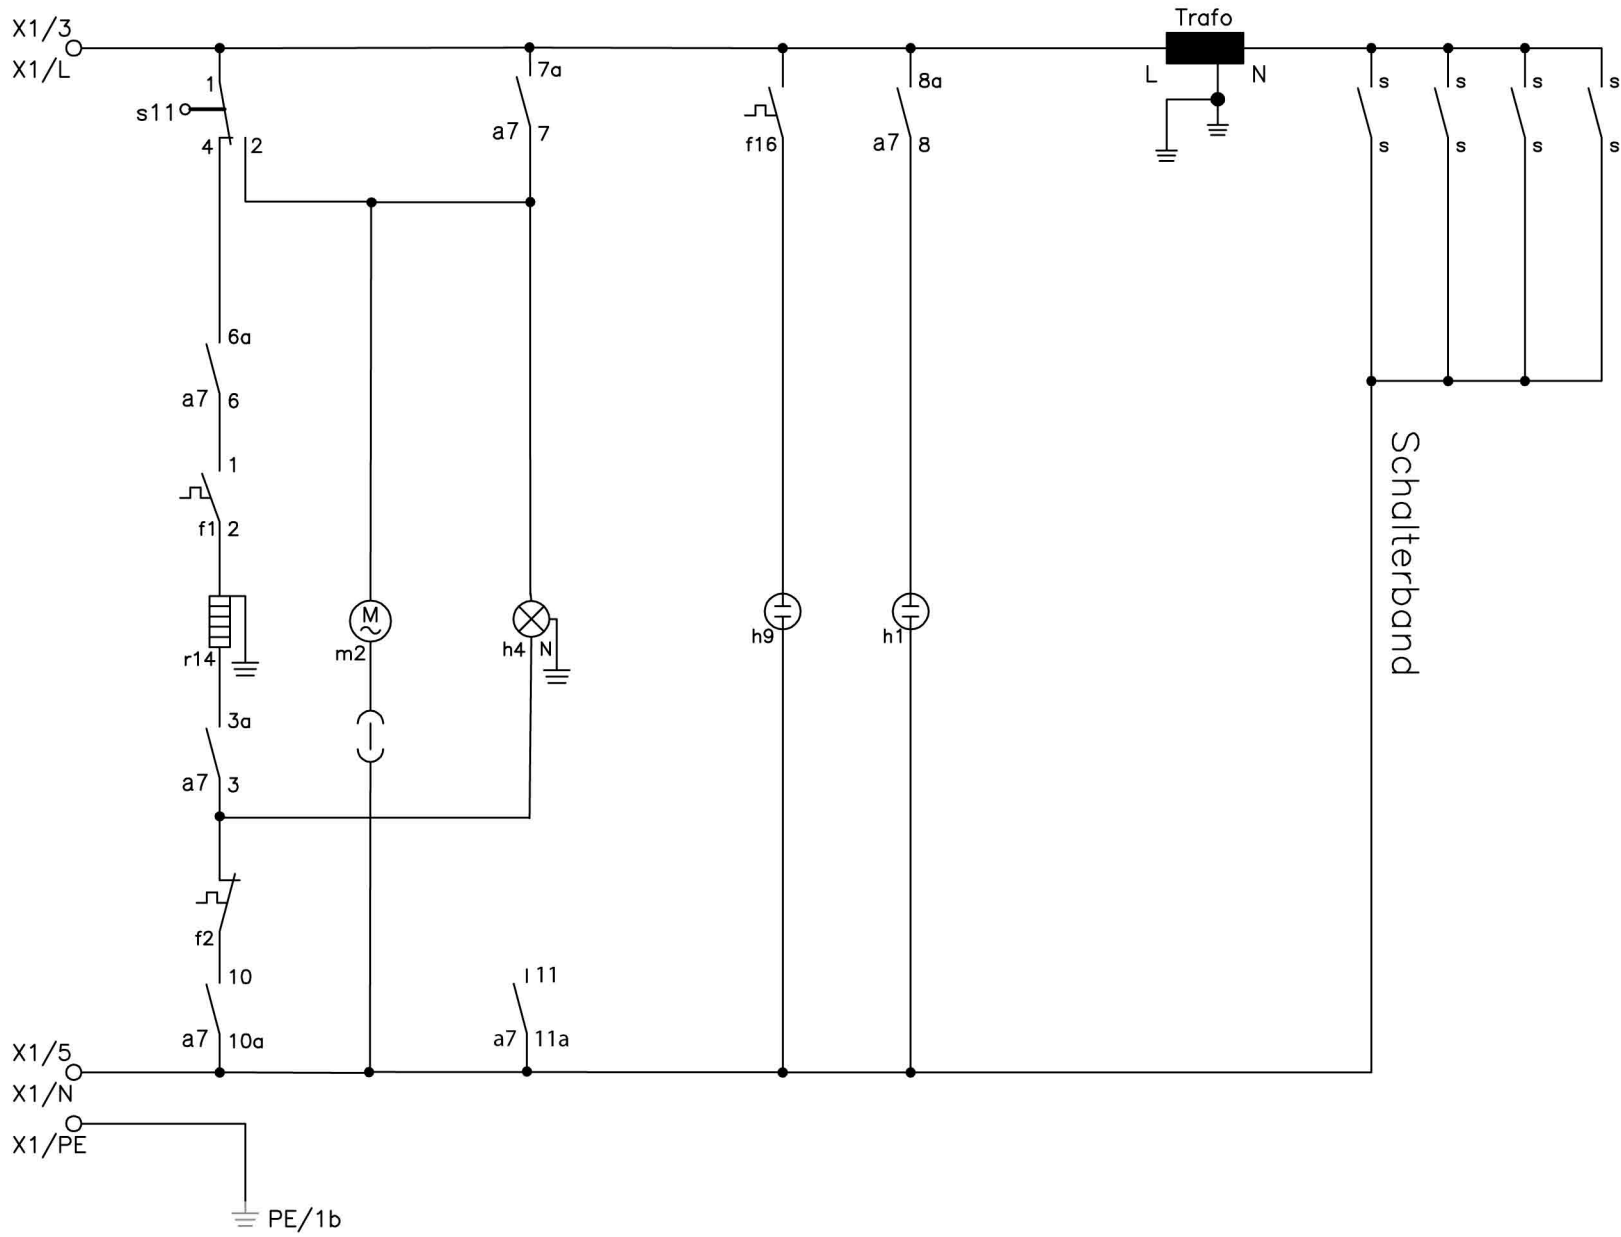 X1/3
X1/L
Trafo
L N
1
s11
4 2
7a
a7 7
f16
8a
a7 8
s s s s
s s s s
6a
a7 6
1
f1 2
r14
m2
M
h4 N
h9
h1
Schalterband
3a
a7 3
f2
10
a7 10a
11
a7 11a
X1/5
X1/N
X1/PE
PE/1b